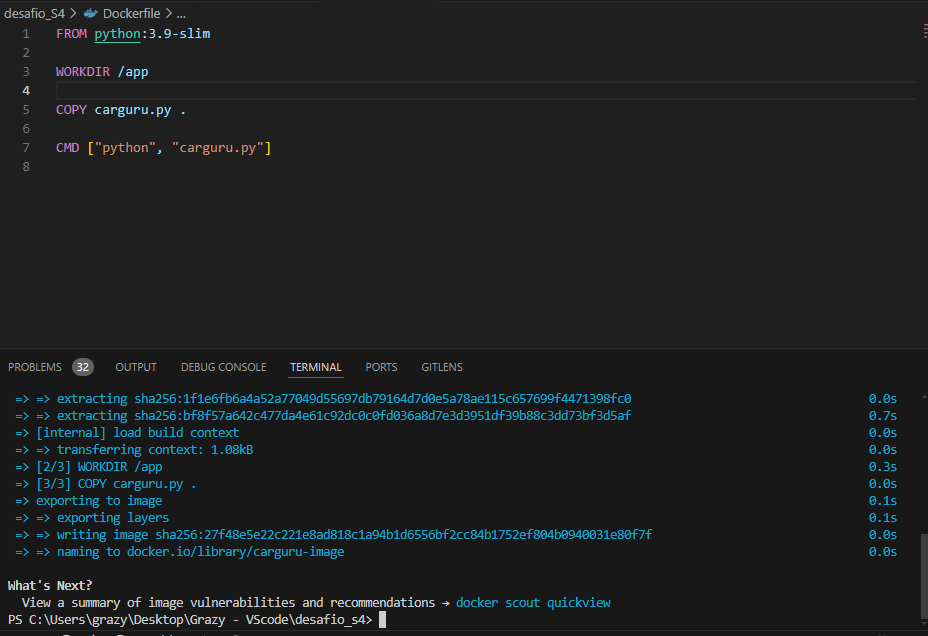 desafio_S4 > Dockerfile > ...
1 FROM python:3.9-slim
2
3 WORKDIR /app
4
5 COPY carguru.py .
6
7 CMD ["python", "carguru.py"]
8
PROBLEMS 32 OUTPUT DEBUG CONSOLE TERMINAL PORTS GITLENS
=> => extracting sha256:1f1e6fb6a4a52a77049d55697db79164d7d0e5a78ae115c657699f4471398fc0 0.0s
=> => extracting sha256:bf8f57a642c477da4e61c92dc0c0fd036a8d7e3d3951df39b88c3dd73bf3d5af 0.7s
=> [internal] load build context 0.0s
=> => transferring context: 1.08kB 0.0s
=> [2/3] WORKDIR /app 0.3s
=> [3/3] COPY carguru.py . 0.0s
=> exporting to image 0.1s
=> => exporting layers 0.1s
=> => writing image sha256:27f48e5e22c221e8ad818c1a94b1d6556bf2cc84b1752ef804b0940031e80f7f 0.0s
=> => naming to docker.io/library/carguru-image 0.0s
What's Next?
View a summary of image vulnerabilities and recommendations → docker scout quickview
PS C:\Users\grazy\Desktop\Grazy - VScode\desafio_s4>